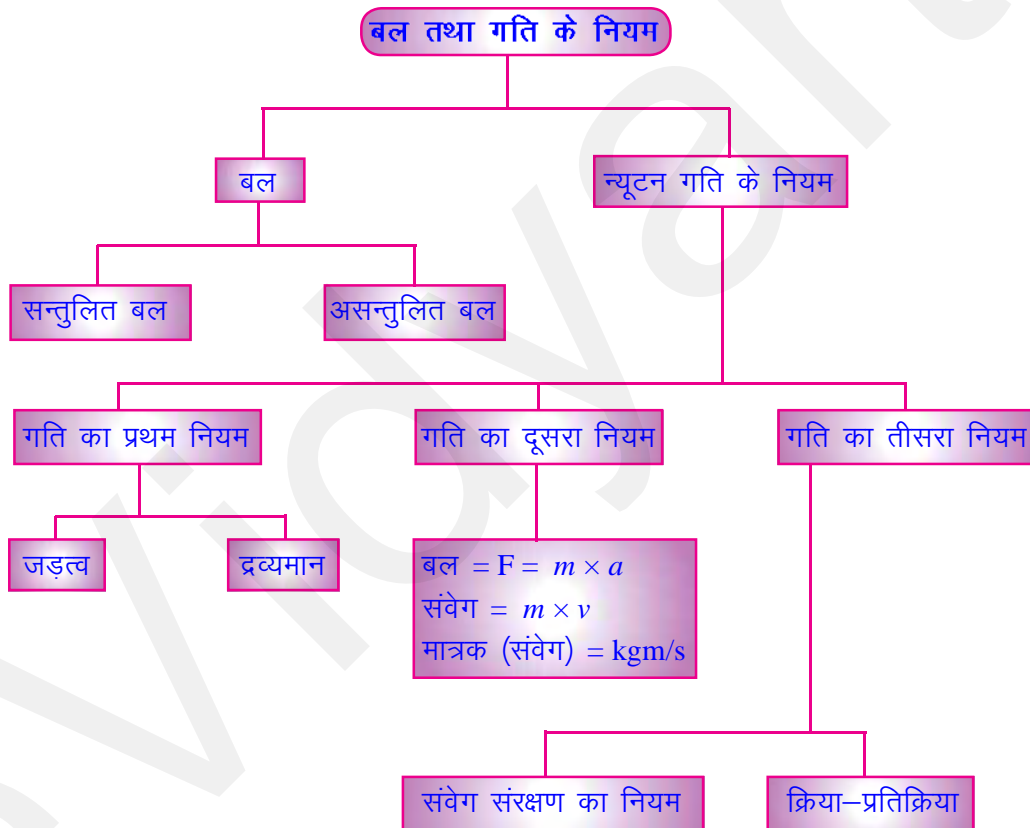 बल तथा गति के नियम
बल
न्यूटन गति के नियम
सन्तुलित बल
असन्तुलित बल
गति का प्रथम नियम
गति का दूसरा नियम
गति का तीसरा नियम
जड़त्व
द्रव्यमान
बल = F = m × a
संवेग = m × v
मात्रक (संवेग) = kgm/s
संवेग संरक्षण का नियम
क्रिया–प्रतिक्रिया